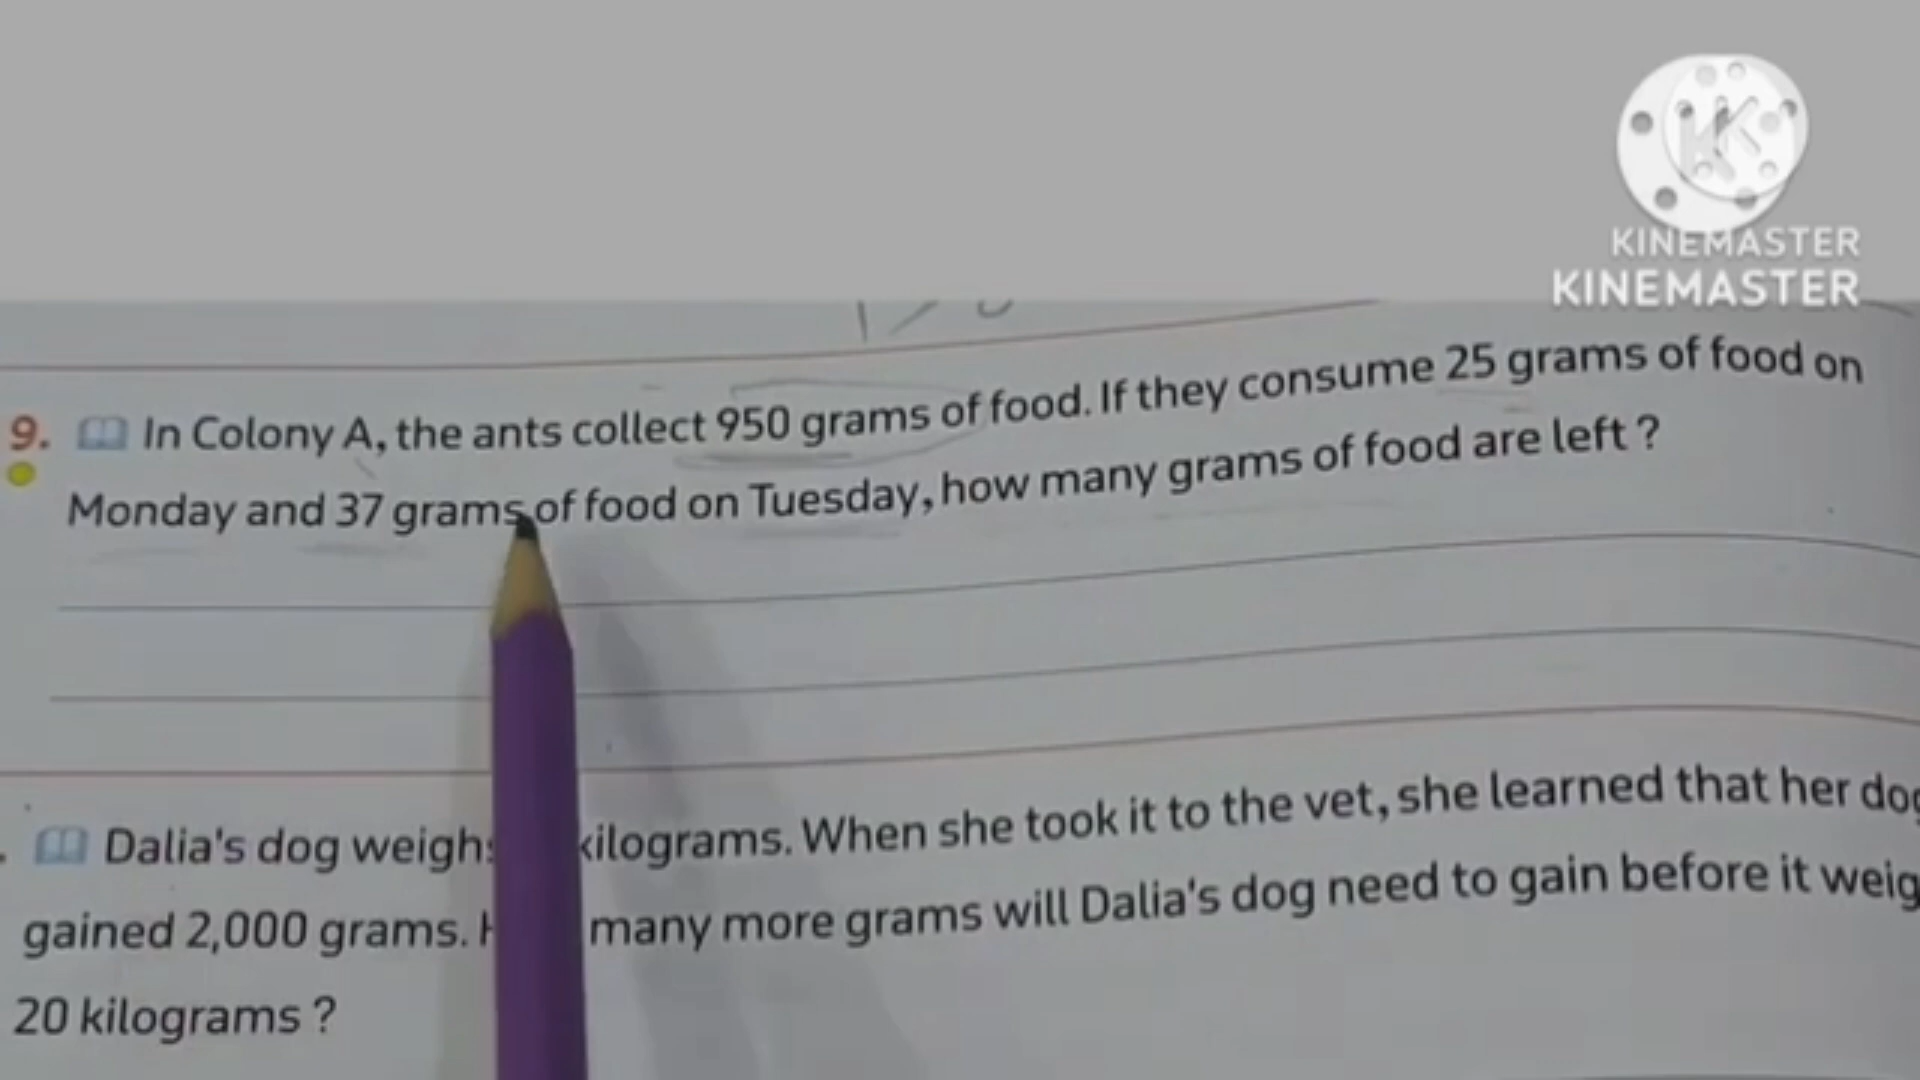 KINEMASTER
KINEMASTER
9. In Colony A, the ants collect 950 grams of food. If they consume 25 grams of food on
Monday and 37 grams of food on Tuesday, how many grams of food are left ?
Dalia's dog weighs kilograms. When she took it to the vet, she learned that her dog
gained 2,000 grams. many more grams will Dalia's dog need to gain before it
20 kilograms ?